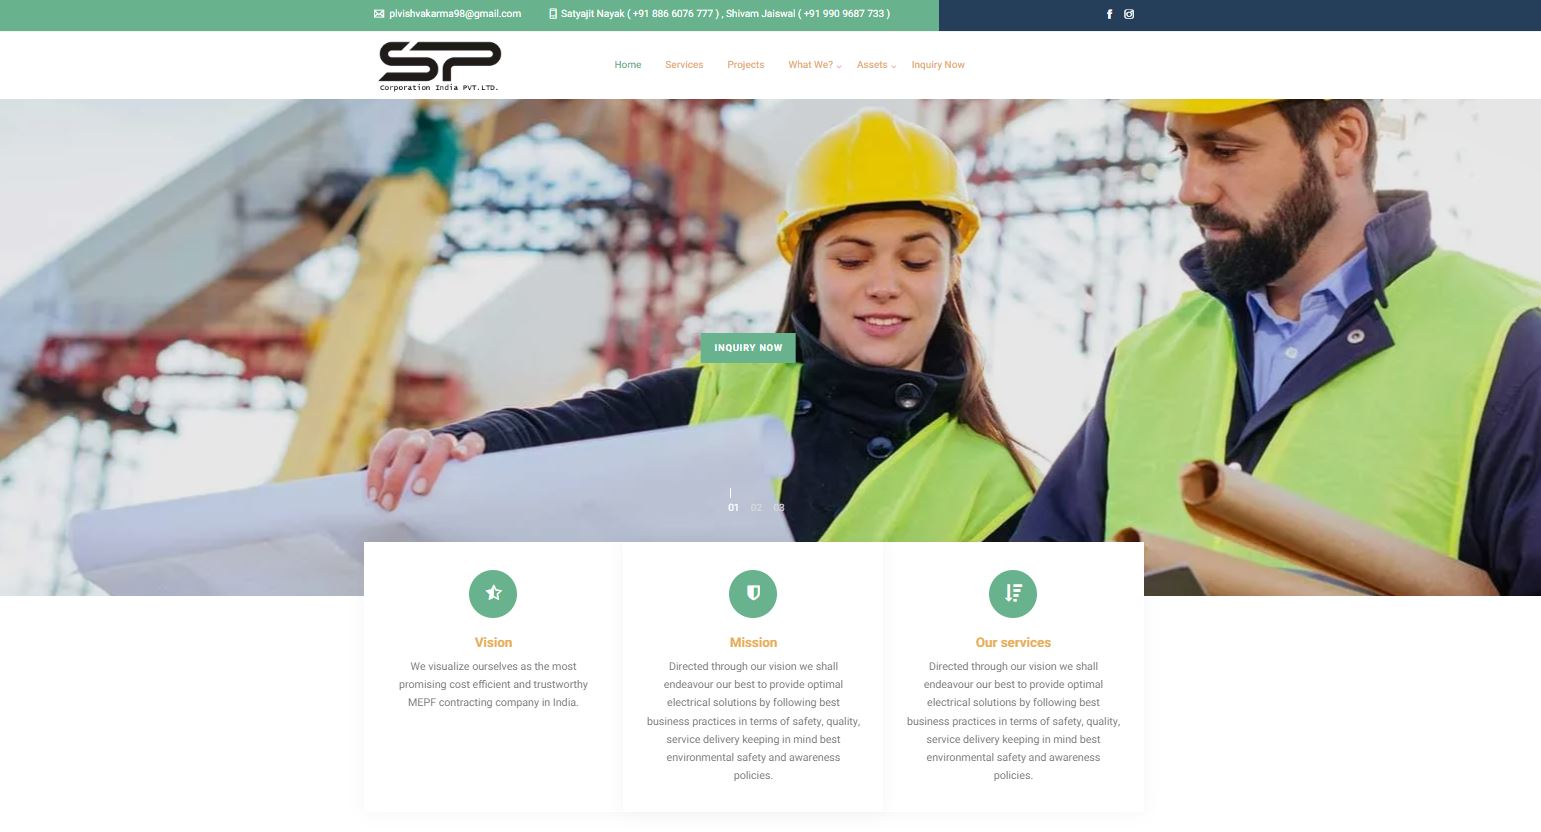 plvishvakarma98@gmail.com Satyajit Nayak ( +91 886 6076 777 ) , Shivam Jaiswal ( +91 990 9687 733 )
SP
Corporation India PVT.LTD.
Home Services Projects What We? Assets Inquiry Now
INQUIRY NOW
01 02 03
Vision
We visualize ourselves as the most
promising cost efficient and trustworthy
MEPF contracting company in India.
Mission
Directed through our vision we shall
endeavour our best to provide optimal
electrical solutions by following best
business practices in terms of safety, quality,
service delivery keeping in mind best
environmental safety and awareness
policies.
Our services
Directed through our vision we shall
endeavour our best to provide optimal
electrical solutions by following best
business practices in terms of safety, quality,
service delivery keeping in mind best
environmental safety and awareness
policies.